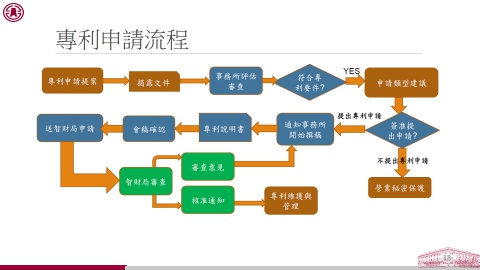 專利申請流程
專利申請提案
揭露文件
事務所評估
審查
符合專
利要件?
YES
申請類型建議
簽准提
出申請?
提出專利申請
通知事務所
開始撰稿
專利說明書
會稿確認
送智財局申請
智財局審查
審查意見
核准通知
專利維護與
管理
不提出專利申請
營業秘密保護